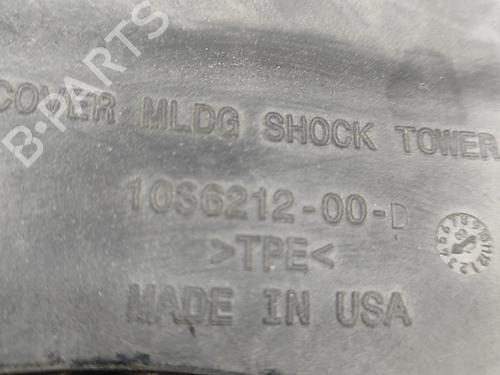 B-PARTS
COVER MLDG SHOCK TOWER
1036212-00-D
>TPE<
MADE IN USA